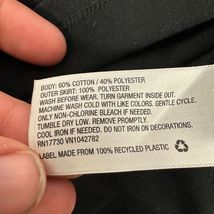 BODY: 60% COTTON / 40% POLYESTER
OUTER SKIRT: 100% POLYESTER
WASH BEFORE WEAR. TURN GARMENT INSIDE OUT.
MACHINE WASH COLD WITH LIKE COLORS. GENTLE CYCLE.
ONLY NON-CHLORINE BLEACH IF NEEDED.
TUMBLE DRY LOW. REMOVE PROMPTLY.
COOL IRON IF NEEDED. DO NOT IRON ON DECORATIONS.
RN17730 VN1042782
LABEL MADE FROM 100% RECYCLED PLASTIC